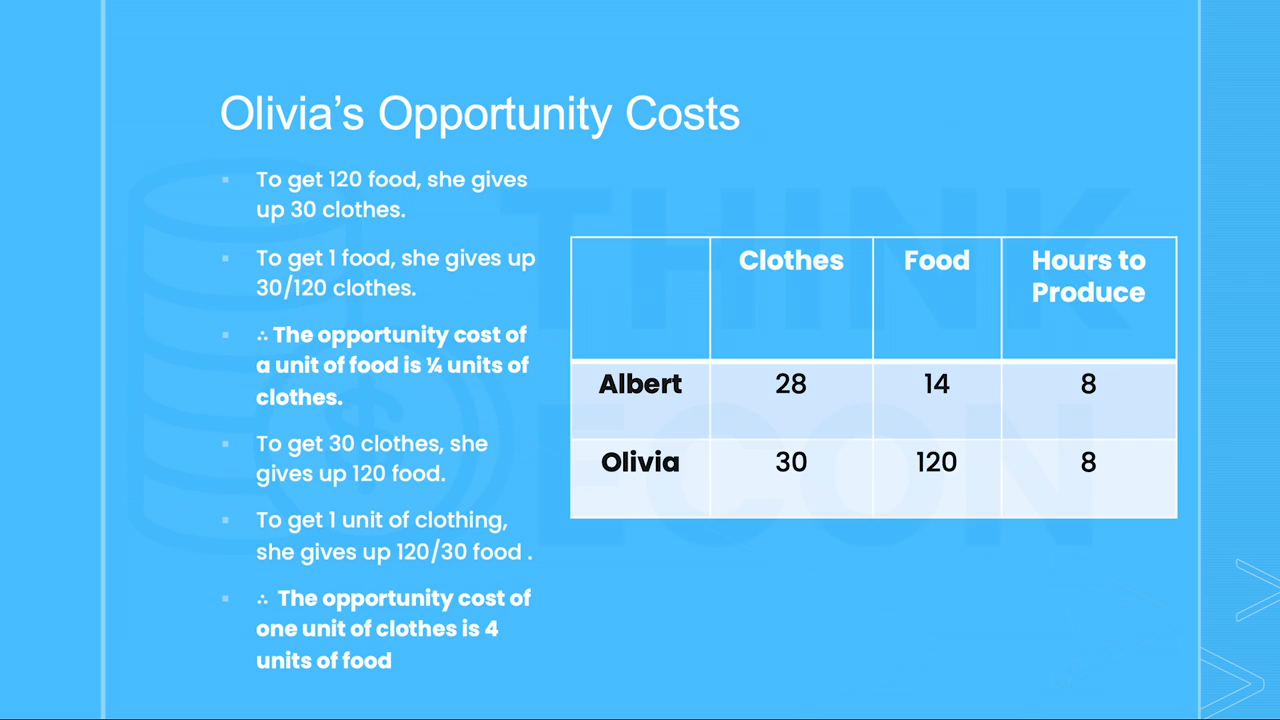 Olivia's Opportunity Costs
To get 120 food, she gives
up 30 clothes.
To get 1 food, she gives up
30/120 clothes.
∴ The opportunity cost of
a unit of food is ¼ units of
clothes.
To get 30 clothes, she
gives up 120 food.
To get 1 unit of clothing,
she gives up 120/30 food .
∴ The opportunity cost of
one unit of clothes is 4
units of food
Clothes Food Hours to
Produce
Albert 28 14 8
Olivia 30 120 8
THINK
ECON